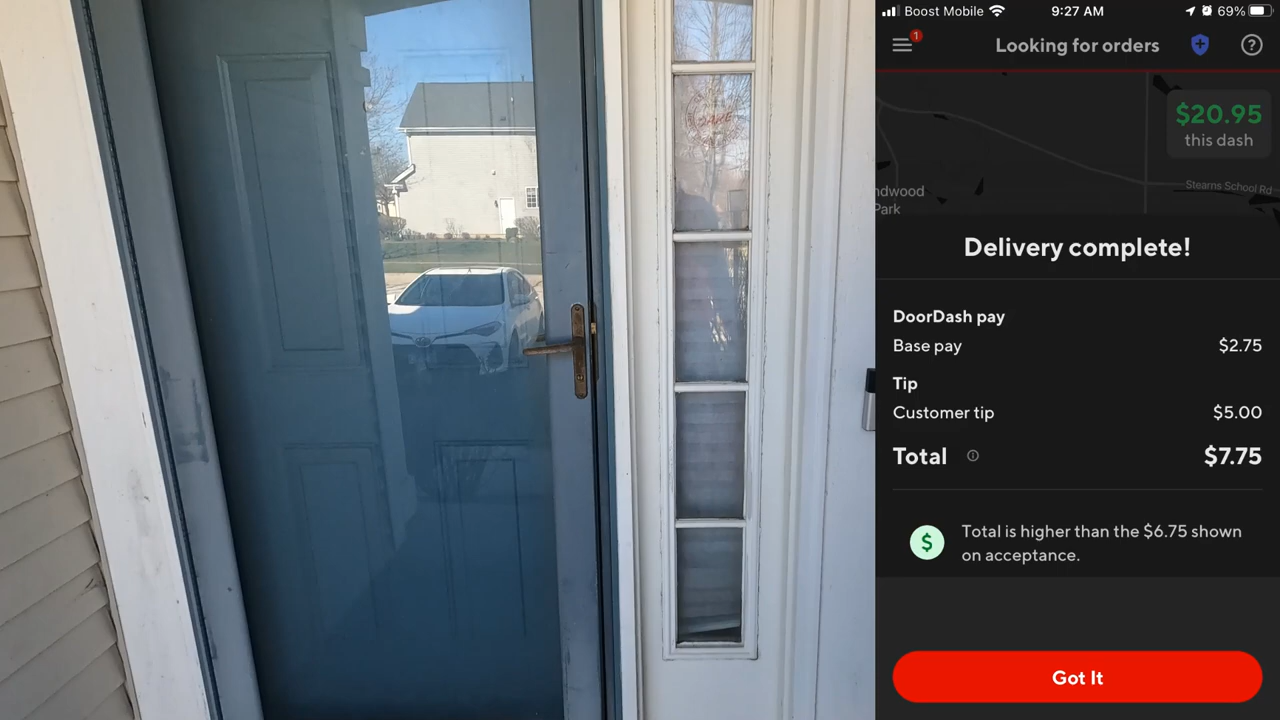 Boost Mobile
9:27 AM
69%
1
Looking for orders
?
$20.95
this dash
ndwood
Park
Stearns School Rd
Delivery complete!
DoorDash pay
Base pay $2.75
Tip
Customer tip $5.00
Total $7.75
$ Total is higher than the $6.75 shown
on acceptance.
Got It